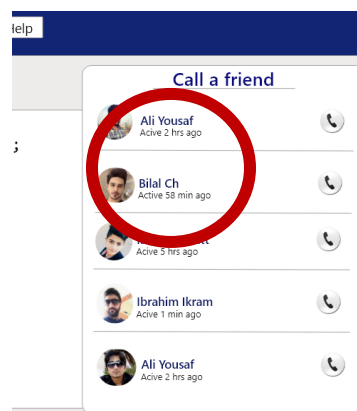 Help
Call a friend
Ali Yousaf
Acive 2 hrs ago
;
Bilal Ch
Active 58 min ago
Acive 5 hrs ago
Ibrahim Ikram
Acive 1 min ago
Ali Yousaf
Acive 2 hrs ago